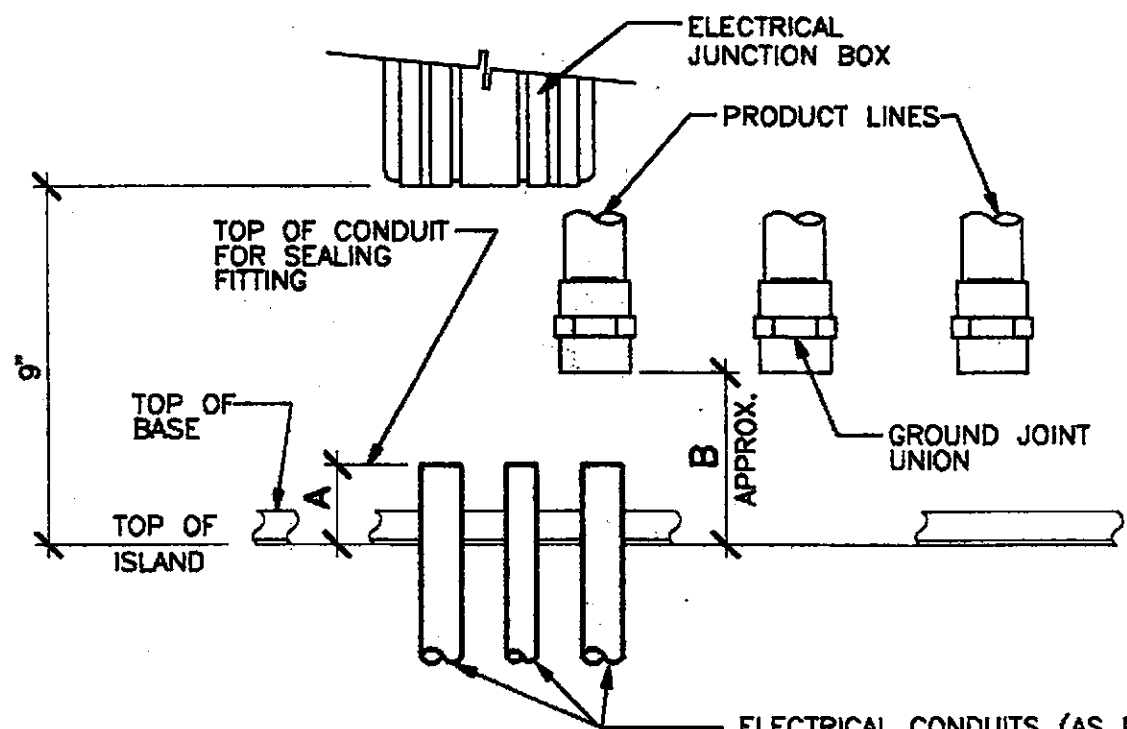 ELECTRICAL
JUNCTION BOX
PRODUCT LINES
TOP OF CONDUIT
FOR SEALING
FITTING
9"
TOP OF
BASE
A
B
APPROX.
GROUND JOINT
UNION
TOP OF
ISLAND
ELECTRICAL CONDUITS (AS